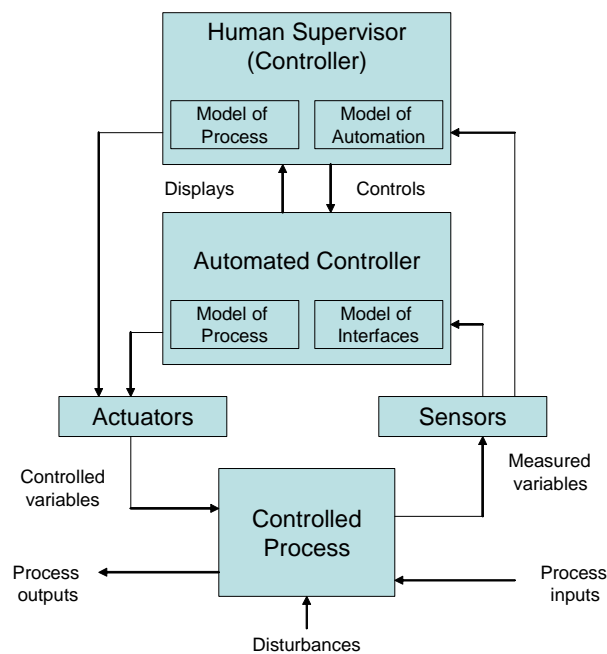 Human Supervisor
(Controller)
Model of
Process
Model of
Automation
Displays
Controls
Automated Controller
Model of
Process
Model of
Interfaces
Actuators
Sensors
Controlled
variables
Measured
variables
Controlled
Process
Process
outputs
Process
inputs
Disturbances